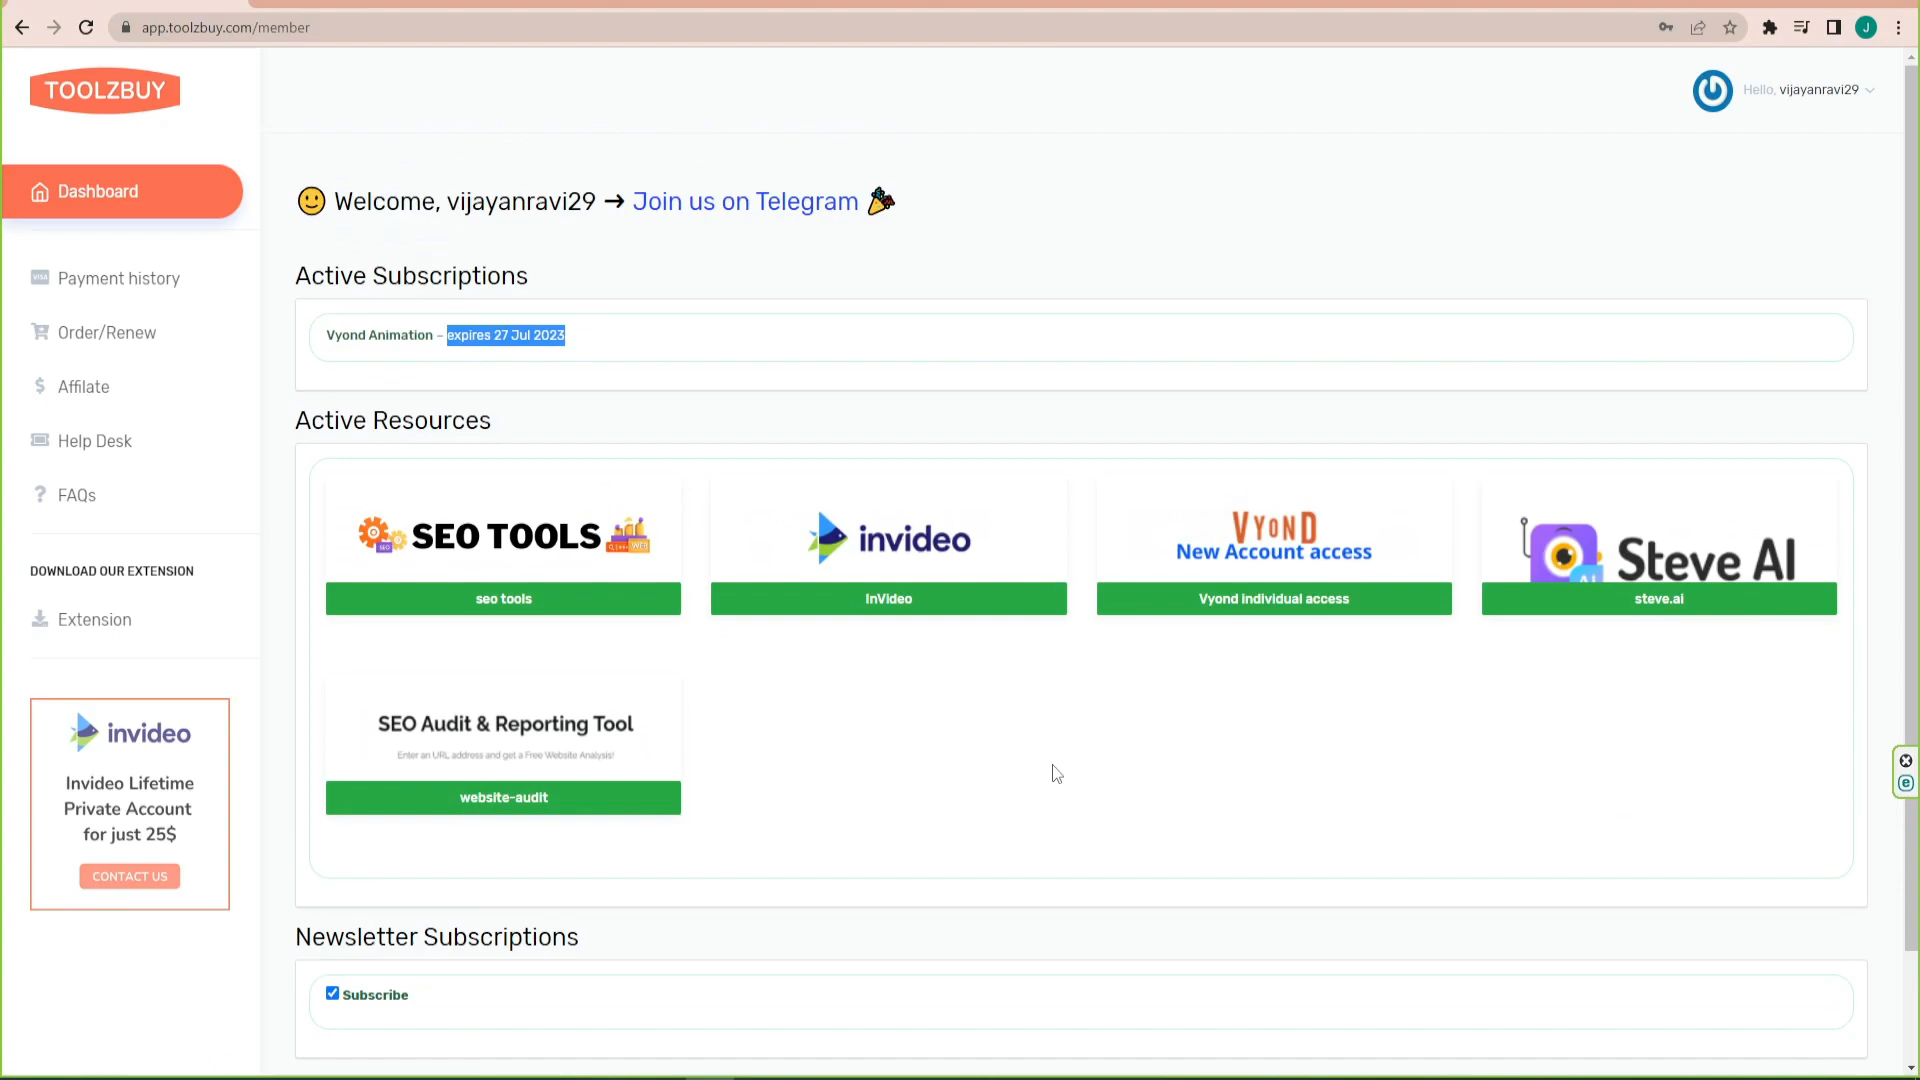 app.toolzbuy.com/member
J
TOOLZBUY
Hello, vijayanravi29
Dashboard
Payment history
Order/Renew
Affilate
Help Desk
FAQs
DOWNLOAD OUR EXTENSION
Extension
invideo
Invideo Lifetime
Private Account
for just 25$
CONTACT US
Welcome, vijayanravi29 → Join us on Telegram
Active Subscriptions
Vyond Animation – expires 27 Jul 2023
Active Resources
SEO TOOLS
seo tools
invideo
InVideo
VYOND
New Account access
Vyond individual access
Steve AI
steve.ai
SEO Audit & Reporting Tool
Enter an URL address and get a Free Website Analysis!
website-audit
Newsletter Subscriptions
Subscribe